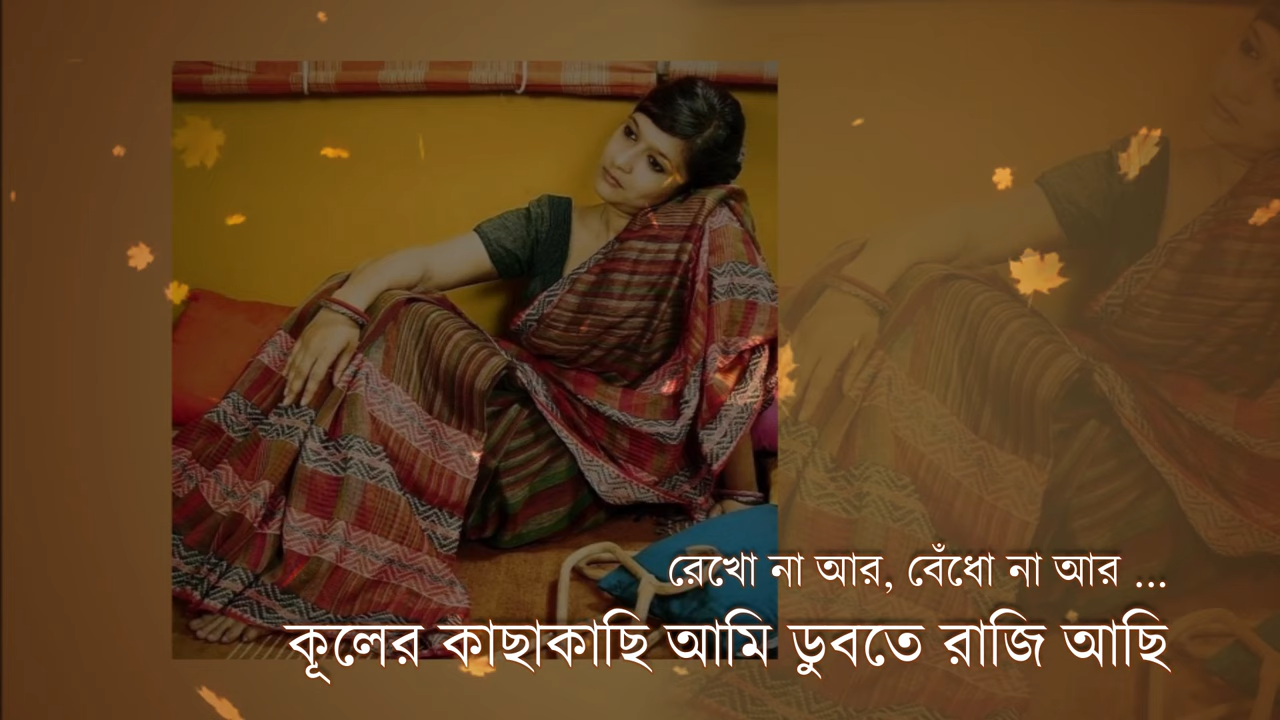 রেখো না আর, বেঁধো না আর ...
কূলের কাছাকাছি আমি ডুবতে রাজি আছি